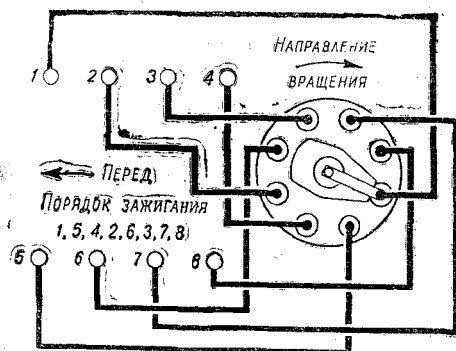 НАПРАВЛЕНИЕ
ВРАЩЕНИЯ
1 2 3 4
ПЕРЕД
ПОРЯДОК ЗАЖИГАНИЯ
1, 5, 4, 2, 6, 3, 7, 8
5 6 7 8